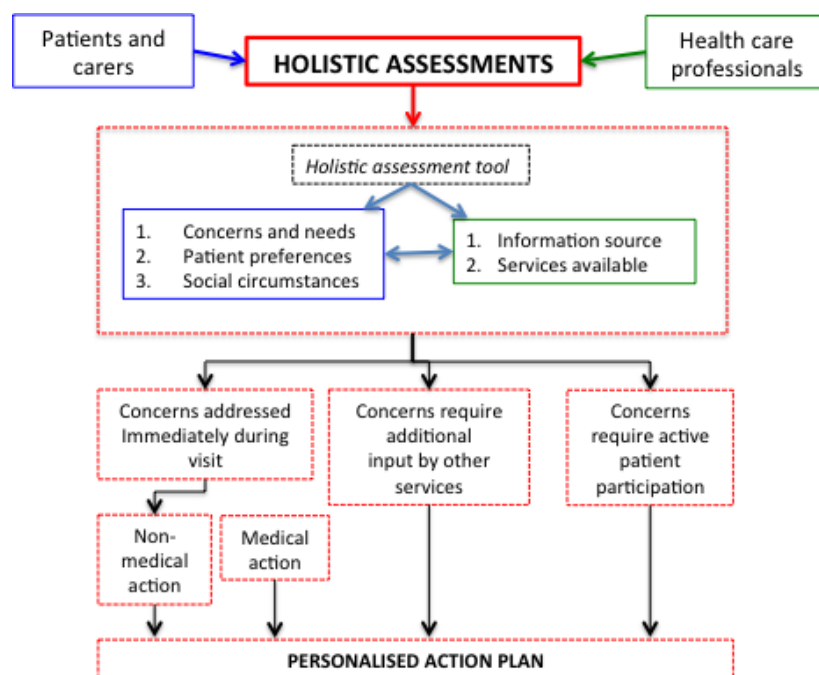 Patients and
carers
HOLISTIC ASSESSMENTS
Health care
professionals
Holistic assessment tool
1. Concerns and needs
2. Patient preferences
3. Social circumstances
1. Information source
2. Services available
Concerns addressed
Immediately during
visit
Concerns require
additional
input by other
services
Concerns
require active
patient
participation
Non-
medical
action
Medical
action
PERSONALISED ACTION PLAN